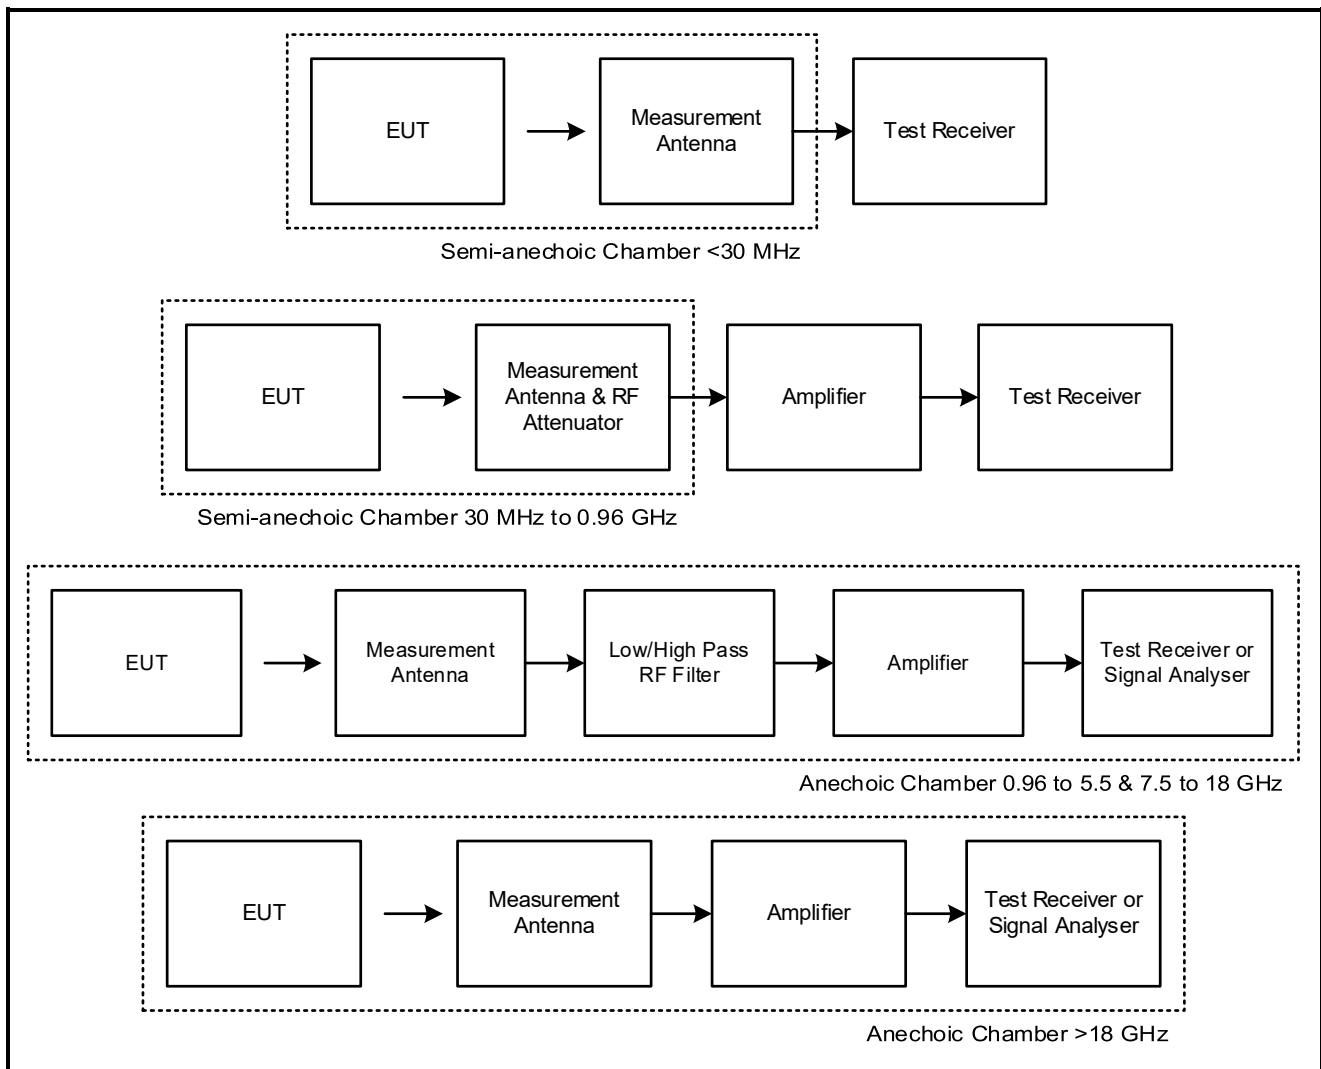 EUT
Measurement
Antenna
Test Receiver
Semi-anechoic Chamber <30 MHz
EUT
Measurement
Antenna & RF
Attenuator
Amplifier
Test Receiver
Semi-anechoic Chamber 30 MHz to 0.96 GHz
EUT
Measurement
Antenna
Low/High Pass
RF Filter
Amplifier
Test Receiver or
Signal Analyser
Anechoic Chamber 0.96 to 5.5 & 7.5 to 18 GHz
EUT
Measurement
Antenna
Amplifier
Test Receiver or
Signal Analyser
Anechoic Chamber >18 GHz